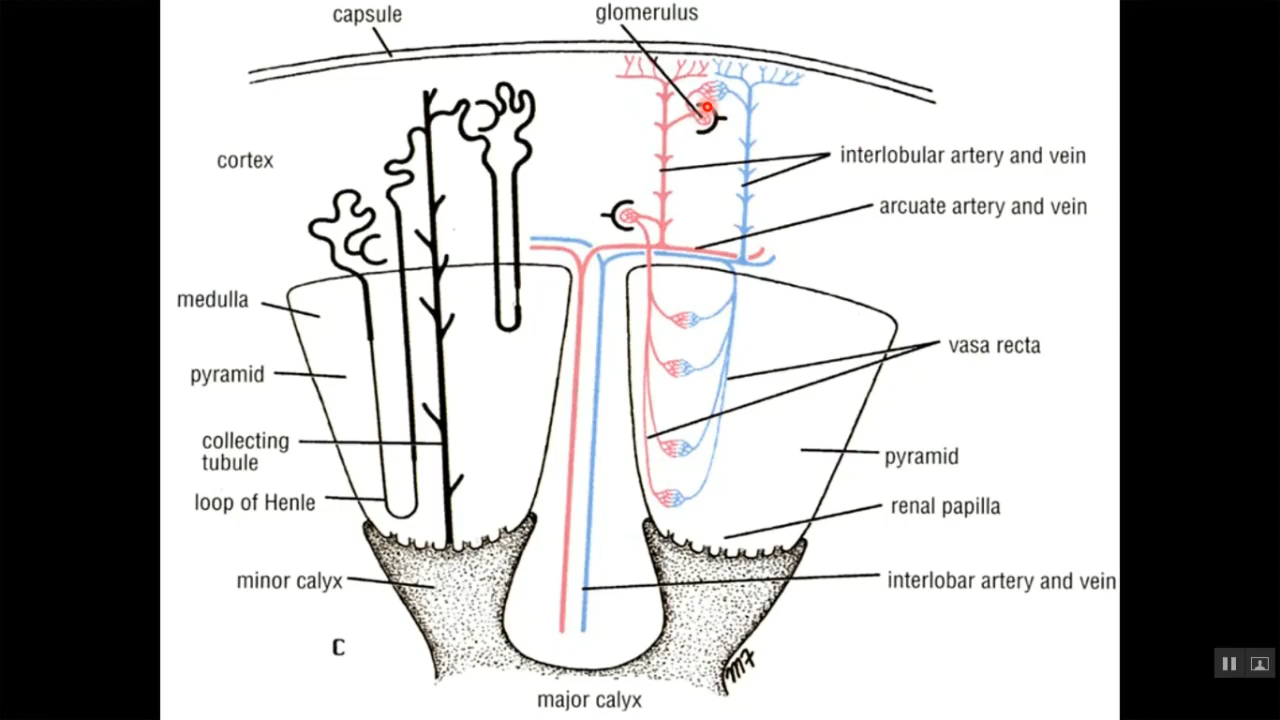 capsule
glomerulus
cortex
interlobular artery and vein
arcuate artery and vein
medulla
vasa recta
pyramid
collecting
tubule
pyramid
loop of Henle
renal papilla
minor calyx
interlobar artery and vein
C
major calyx